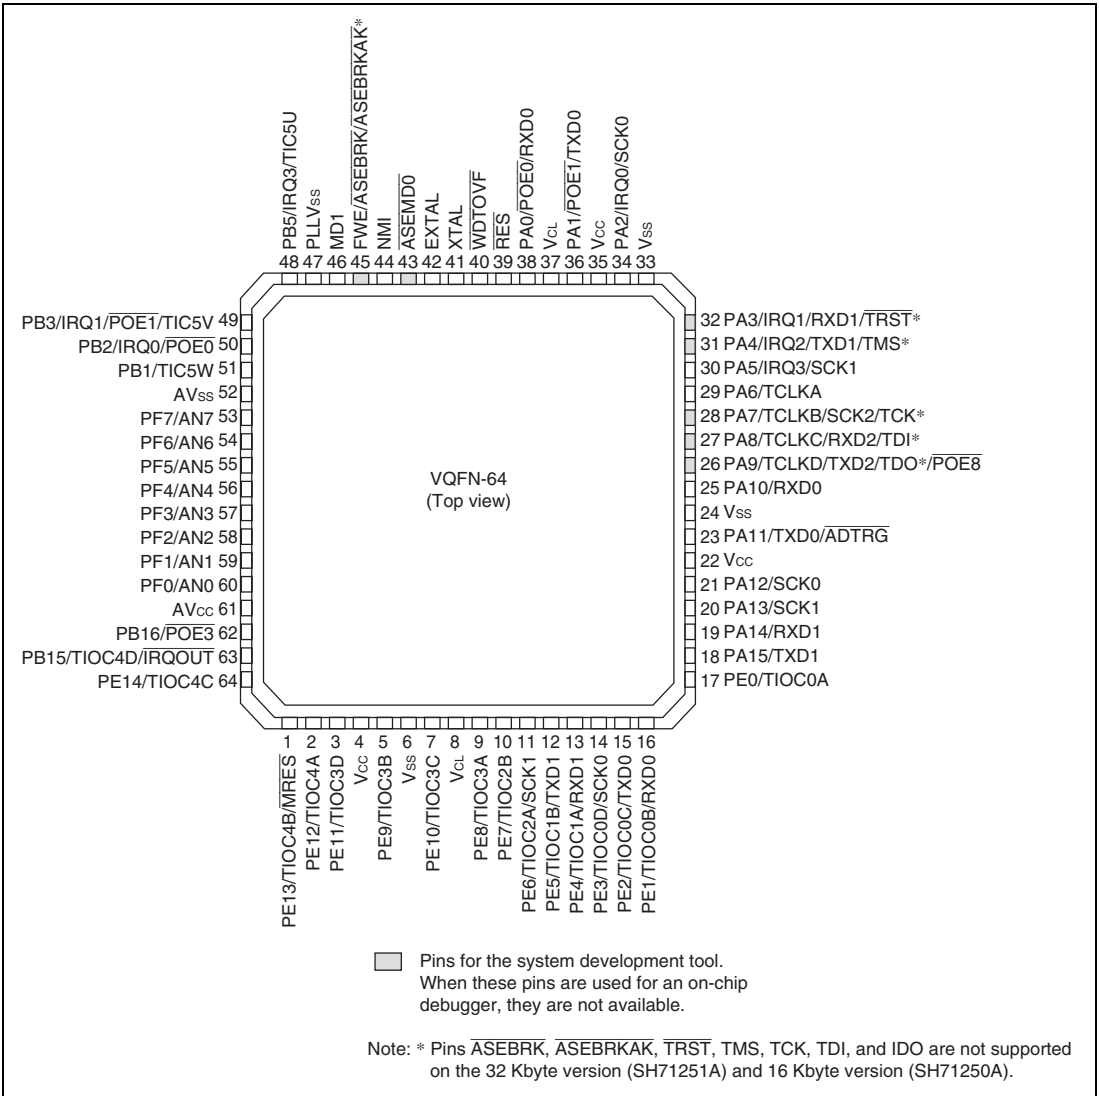 48 PB5/IRQ3/TIC5U
47 PLLVss
46 MD1
45 FWE/ASEBRK/ASEBRKAK*
44 NMI
43 ASEMD0
42 EXTAL
41 XTAL
40 WDTOVF
39 RES
38 PA0/POE0/RXD0
37 VCL
36 PA1/POE1/TXD0
35 Vcc
34 PA2/IRQ0/SCK0
33 Vss
PB3/IRQ1/POE1/TIC5V 49
PB2/IRQ0/POE0 50
PB1/TIC5W 51
AVss 52
PF7/AN7 53
PF6/AN6 54
PF5/AN5 55
PF4/AN4 56
PF3/AN3 57
PF2/AN2 58
PF1/AN1 59
PF0/AN0 60
AVcc 61
PB16/POE3 62
PB15/TIOC4D/IRQOUT 63
PE14/TIOC4C 64
VQFN-64
(Top view)
32 PA3/IRQ1/RXD1/TRST*
31 PA4/IRQ2/TXD1/TMS*
30 PA5/IRQ3/SCK1
29 PA6/TCLKA
28 PA7/TCLKB/SCK2/TCK*
27 PA8/TCLKC/RXD2/TDI*
26 PA9/TCLKD/TXD2/TDO*/POE8
25 PA10/RXD0
24 Vss
23 PA11/TXD0/ADTRG
22 Vcc
21 PA12/SCK0
20 PA13/SCK1
19 PA14/RXD1
18 PA15/TXD1
17 PE0/TIOC0A
1 PE13/TIOC4B/MRES
2 PE12/TIOC4A
3 PE11/TIOC3D
4 Vcc
5 PE9/TIOC3B
6 Vss
7 PE10/TIOC3C
8 VCL
9 PE8/TIOC3A
10 PE7/TIOC2B
11 PE6/TIOC2A/SCK1
12 PE5/TIOC1B/TXD1
13 PE4/TIOC1A/RXD1
14 PE3/TIOC0D/SCK0
15 PE2/TIOC0C/TXD0
16 PE1/TIOC0B/RXD0
Pins for the system development tool.
When these pins are used for an on-chip
debugger, they are not available.
Note: * Pins ASEBRK, ASEBRKAK, TRST, TMS, TCK, TDI, and IDO are not supported
on the 32 Kbyte version (SH71251A) and 16 Kbyte version (SH71250A).